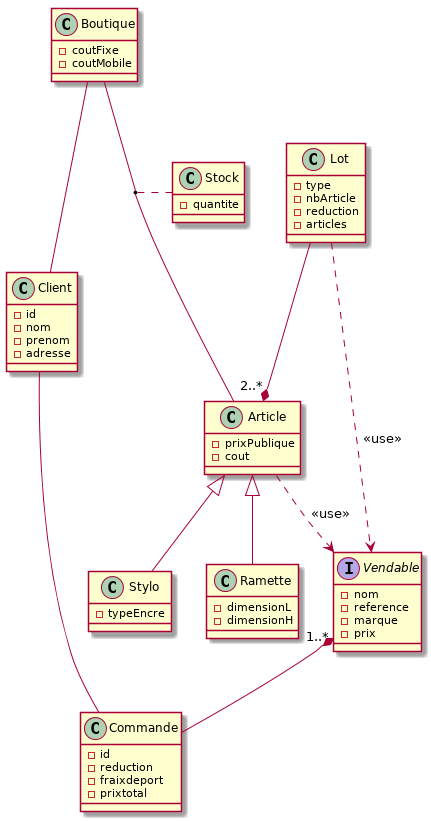 C Boutique
coutFixe
coutMobile
C Stock
quantite
C Lot
type
nbArticle
reduction
articles
C Client
id
nom
prenom
adresse
2..*
C Article
prixPublique
cout
«use»
«use»
C Stylo
typeEncre
C Ramette
dimensionL
dimensionH
I Vendable
nom
reference
marque
prix
1..*
C Commande
id
reduction
fraixdeport
prixtotal